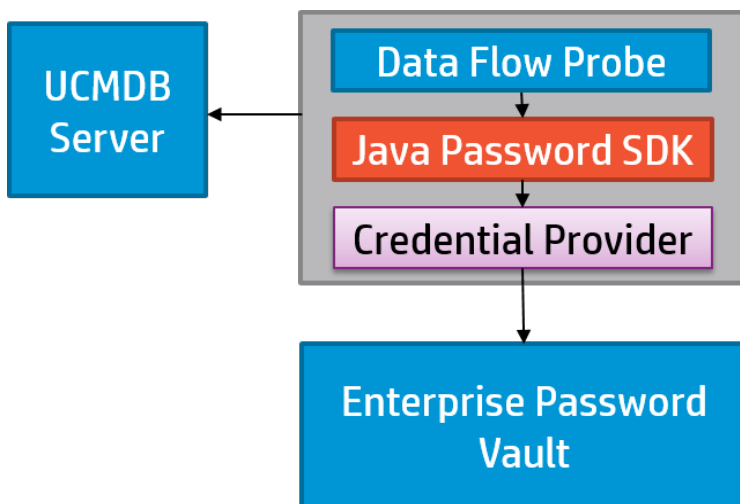 UCMDB
Server
Data Flow Probe
Java Password SDK
Credential Provider
Enterprise Password
Vault